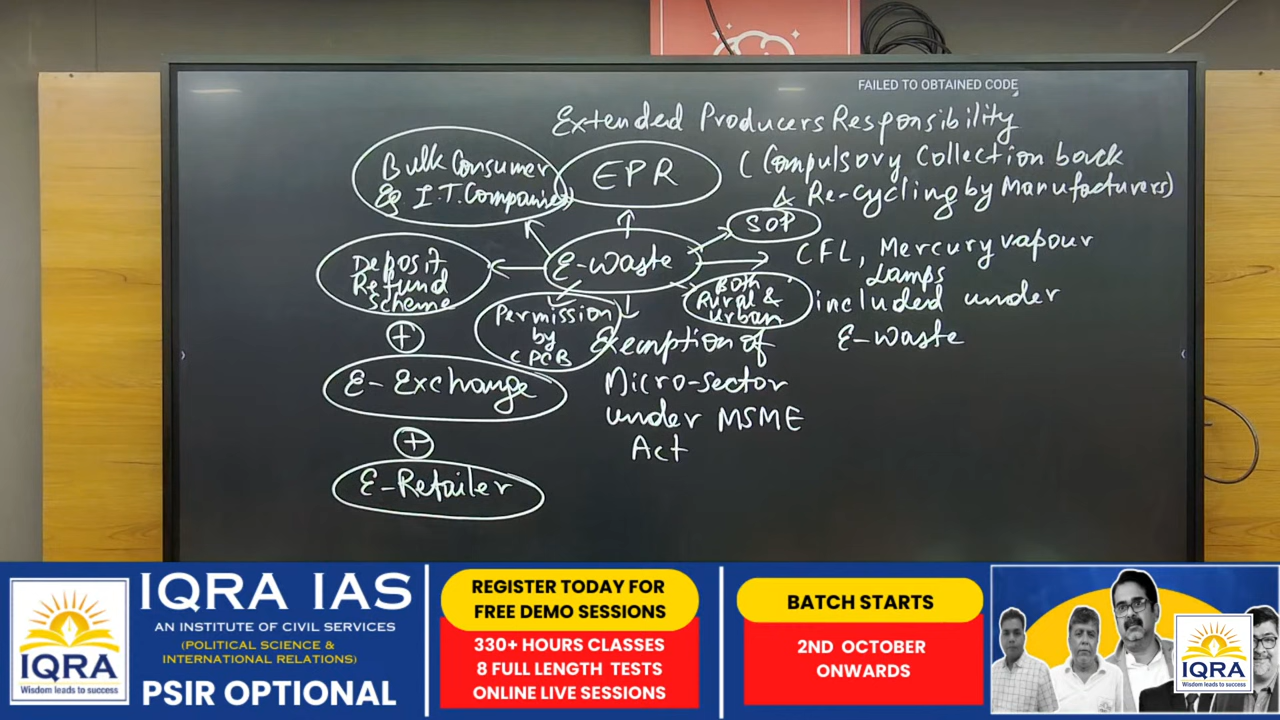 FAILED TO OBTAINED CODE
Extended Producers Responsibility
(Compulsory Collection back
& Re-cycling by Manufacturers)
Bulk Consumer
Eg I.T. Companies)
EPR
SOP
E-waste
CFL, Mercury vapour
Lamps
included under
E-waste
Deposit
Refund
Scheme
Both
Rural &
Urban
Permission
by
CPCB
Exemption of
Micro-sector
under MSME
Act
+
E-Exchange
+
E-Retailer
IQRA
Wisdom leads to success
IQRA IAS
AN INSTITUTE OF CIVIL SERVICES
(POLITICAL SCIENCE &
INTERNATIONAL RELATIONS)
PSIR OPTIONAL
REGISTER TODAY FOR
FREE DEMO SESSIONS
330+ HOURS CLASSES
8 FULL LENGTH TESTS
ONLINE LIVE SESSIONS
BATCH STARTS
2ND OCTOBER
ONWARDS
IQRA
Wisdom leads to success